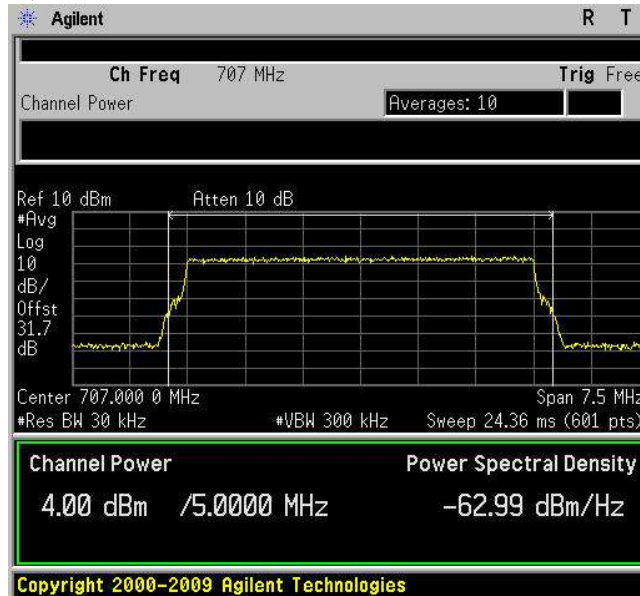 Agilent R T
Ch Freq 707 MHz Trig Free
Channel Power Averages: 10
Ref 10 dBm Atten 10 dB
#Avg
Log
10
dB/
Offst
31.7
dB
Center 707.000 0 MHz Span 7.5 MHz
#Res BW 30 kHz #VBW 300 kHz Sweep 24.36 ms (601 pts)
Channel Power Power Spectral Density
4.00 dBm /5.0000 MHz -62.99 dBm/Hz
Copyright 2000-2009 Agilent Technologies